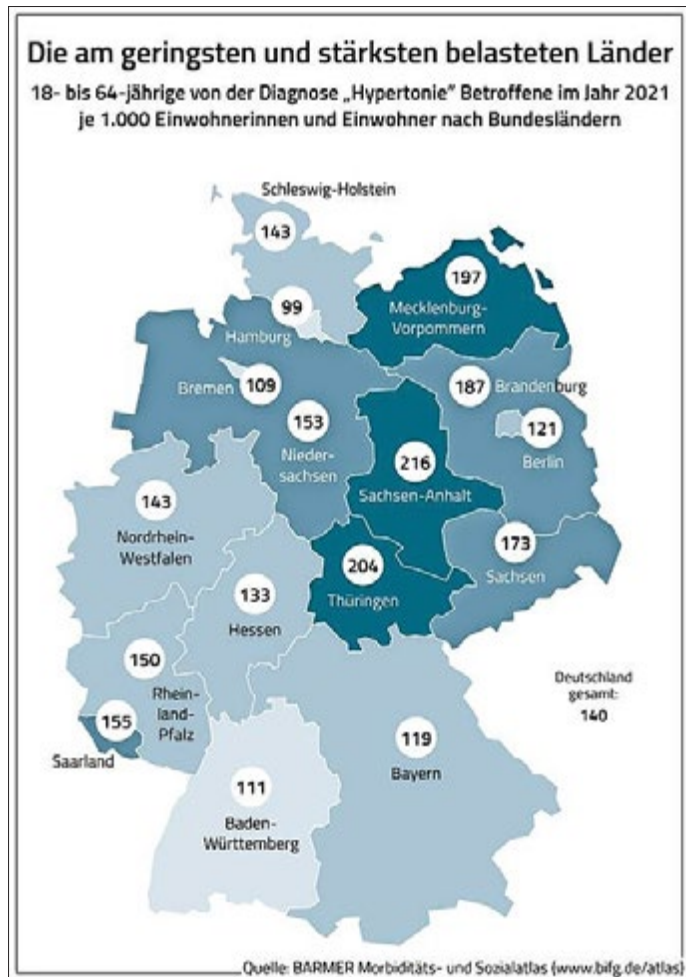 Die am geringsten und stärksten belasteten Länder
18- bis 64-jährige von der Diagnose „Hypertonie” Betroffene im Jahr 2021
je 1.000 Einwohnerinnen und Einwohner nach Bundesländern
Schleswig-Holstein
143
197
Mecklenburg-
Vorpommern
99
Hamburg
Bremen
109
187
Brandenburg
153
Nieder-
sachsen
121
Berlin
216
Sachsen-Anhalt
143
Nordrhein-
Westfalen
173
Sachsen
204
Thüringen
133
Hessen
150
Rhein-
land-
Pfalz
155
Saarland
Deutschland
gesamt:
140
119
Bayern
111
Baden-
Württemberg
Quelle: BARMER Morbiditäts- und Sozialatlas (www.bifg.de/atlas)